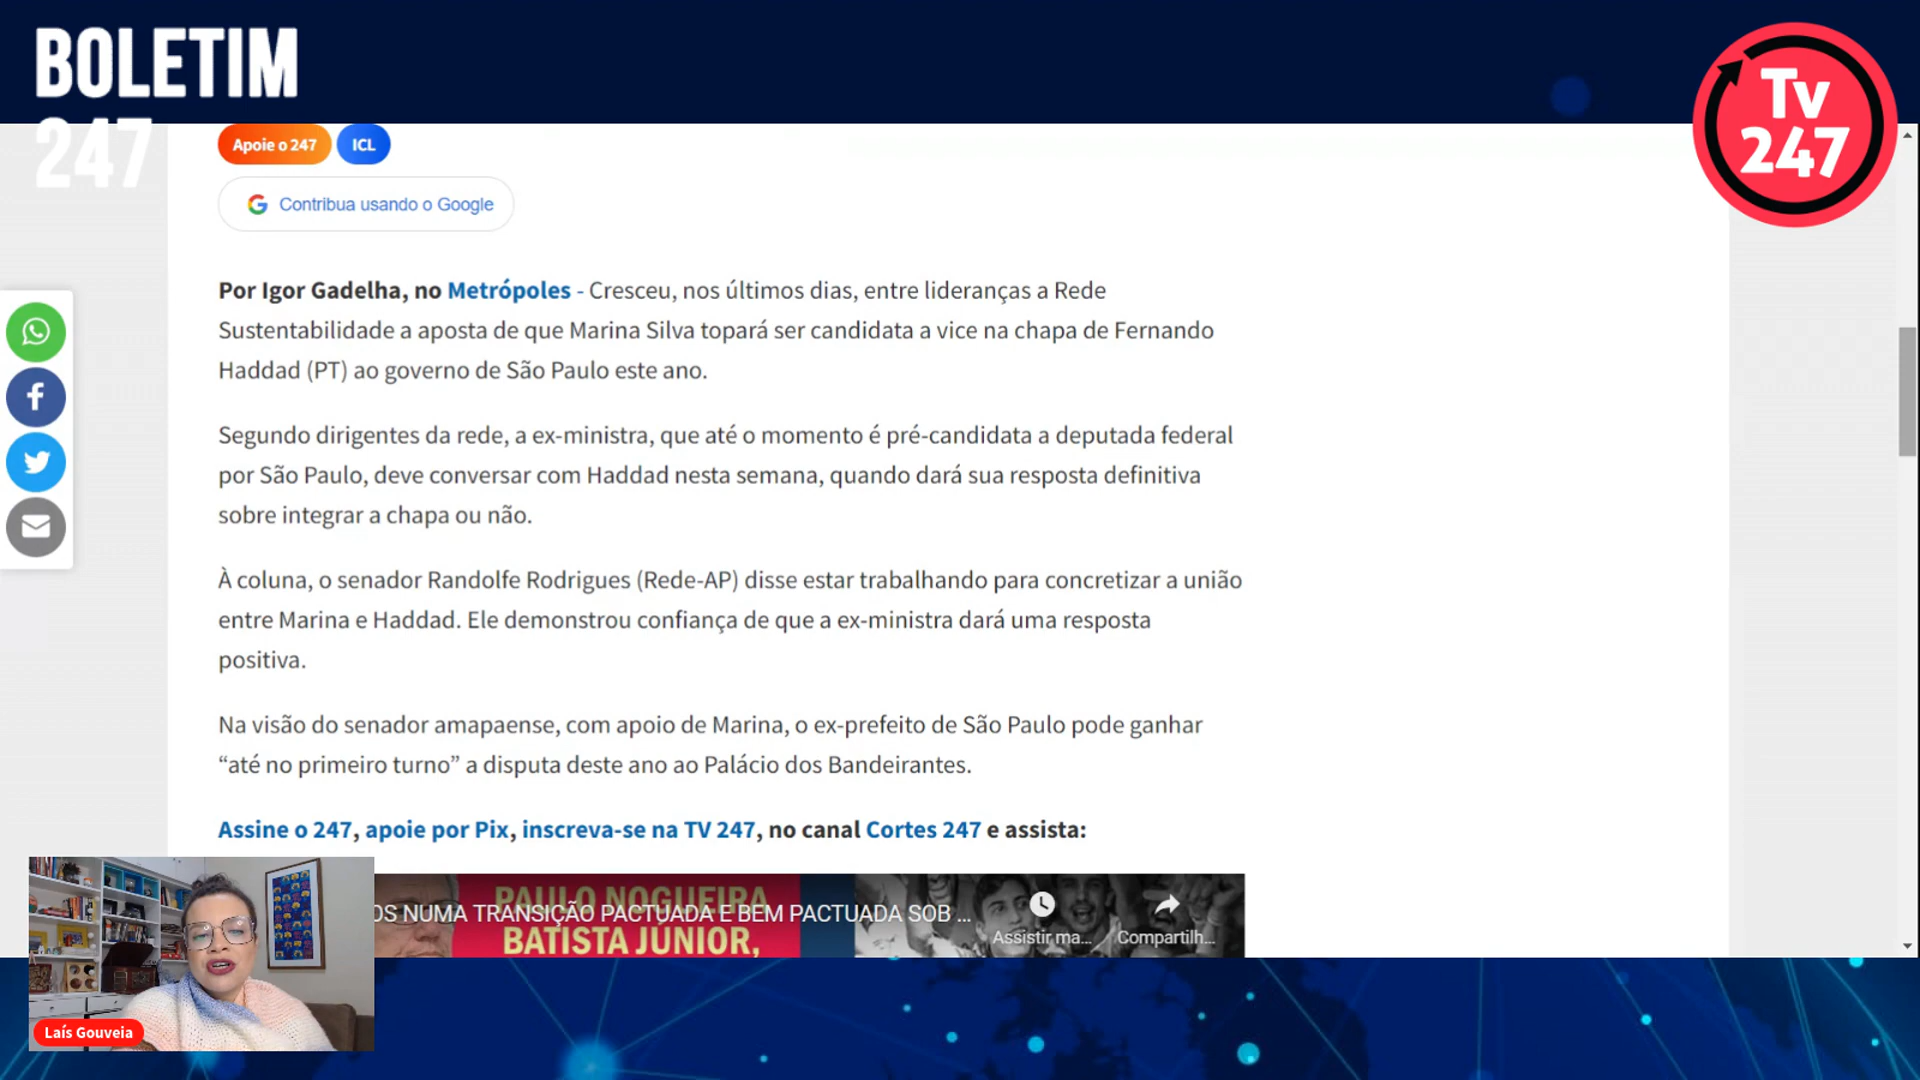 BOLETIM
247
Tv
247
Apoie o 247
ICL
Contribua usando o Google
Por Igor Gadelha, no Metrópoles - Cresceu, nos últimos dias, entre lideranças a Rede
Sustentabilidade a aposta de que Marina Silva topará ser candidata a vice na chapa de Fernando
Haddad (PT) ao governo de São Paulo este ano.
Segundo dirigentes da rede, a ex-ministra, que até o momento é pré-candidata a deputada federal
por São Paulo, deve conversar com Haddad nesta semana, quando dará sua resposta definitiva
sobre integrar a chapa ou não.
À coluna, o senador Randolfe Rodrigues (Rede-AP) disse estar trabalhando para concretizar a união
entre Marina e Haddad. Ele demonstrou confiança de que a ex-ministra dará uma resposta
positiva.
Na visão do senador amapaense, com apoio de Marina, o ex-prefeito de São Paulo pode ganhar
“até no primeiro turno” a disputa deste ano ao Palácio dos Bandeirantes.
Assine o 247, apoie por Pix, inscreva-se na TV 247, no canal Cortes 247 e assista:
PAULO NOGUEIRA
OS NUMA TRANSIÇÃO PACTUADA E BEM PACTUADA SOB ...
BATISTA JÚNIOR,
Assistir ma...
Compartilh...
Laís Gouveia